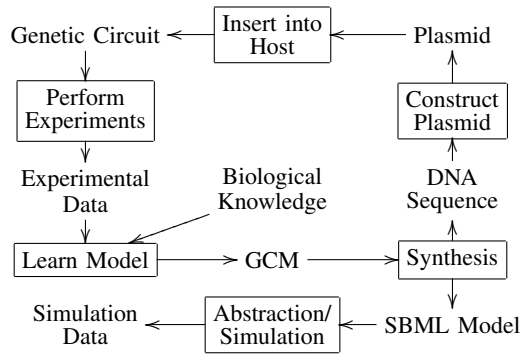 Genetic Circuit
Insert into
Host
Plasmid
Perform
Experiments
Construct
Plasmid
Experimental
Data
Biological
Knowledge
DNA
Sequence
Learn Model
GCM
Synthesis
Simulation
Data
Abstraction/
Simulation
SBML Model